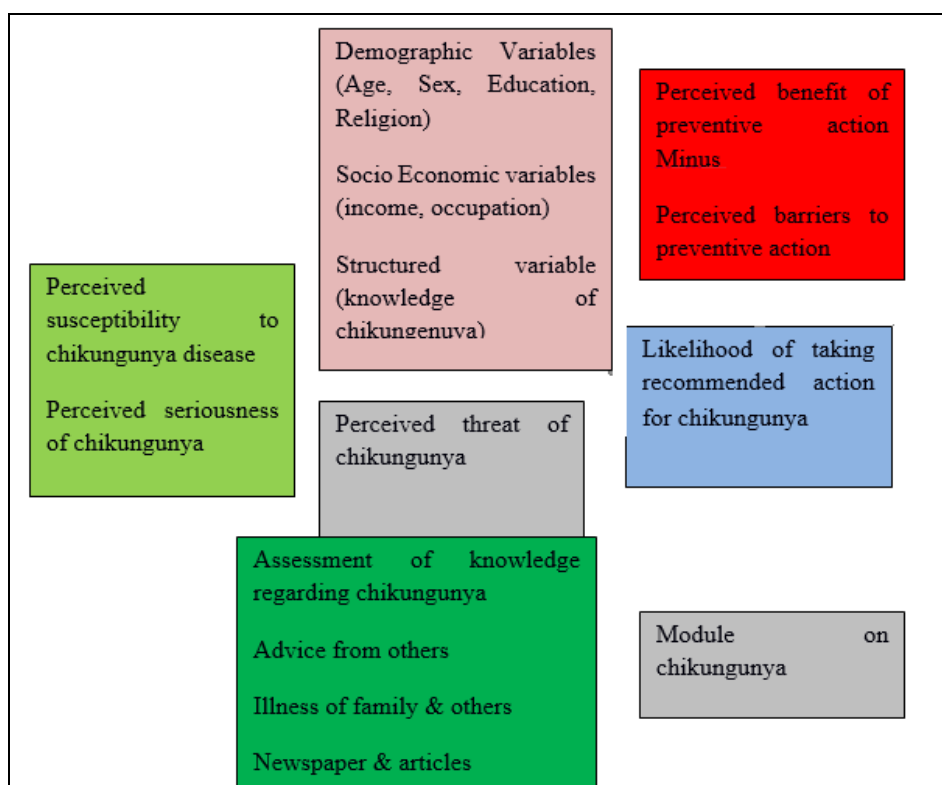 Demographic Variables
(Age, Sex, Education,
Religion)
Socio Economic variables
(income, occupation)
Structured variable
(knowledge of
chikungenuva)
Perceived benefit of
preventive action
Minus
Perceived barriers to
preventive action
Perceived
susceptibility to
chikungunya disease
Perceived seriousness
of chikungunya
Likelihood of taking
recommended action
for chikungunya
Perceived threat of
chikungunya
Assessment of knowledge
regarding chikungunya
Advice from others
Illness of family & others
Newspaper & articles
Module on
chikungunya